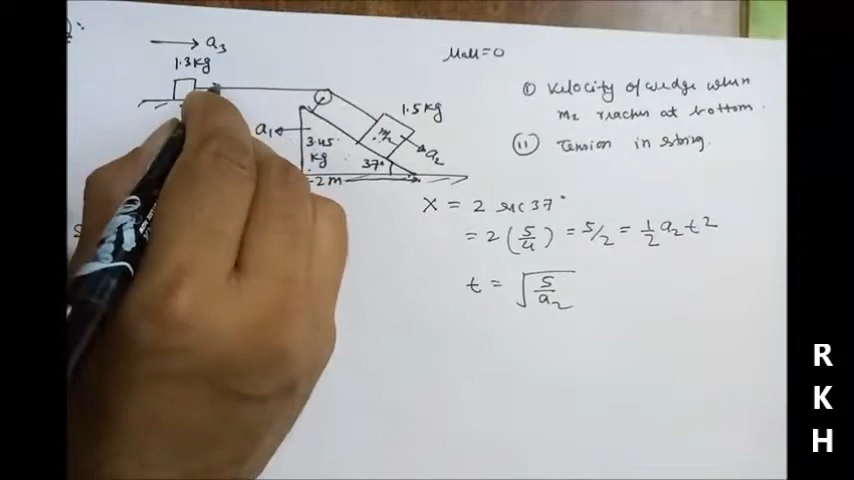 a₃
1.3kg
a₁
3.45
kg
2m
37°
m₂
1.5kg
a₂
① Velocity of wedge when
m₂ reaches at bottom.
ⓘⓘ Tension in string.
X = 2 sec 37°
= 2 (5/4) = 5/2 = 1/2 a₂ t²
t = √(5/a₂)
R
K
H